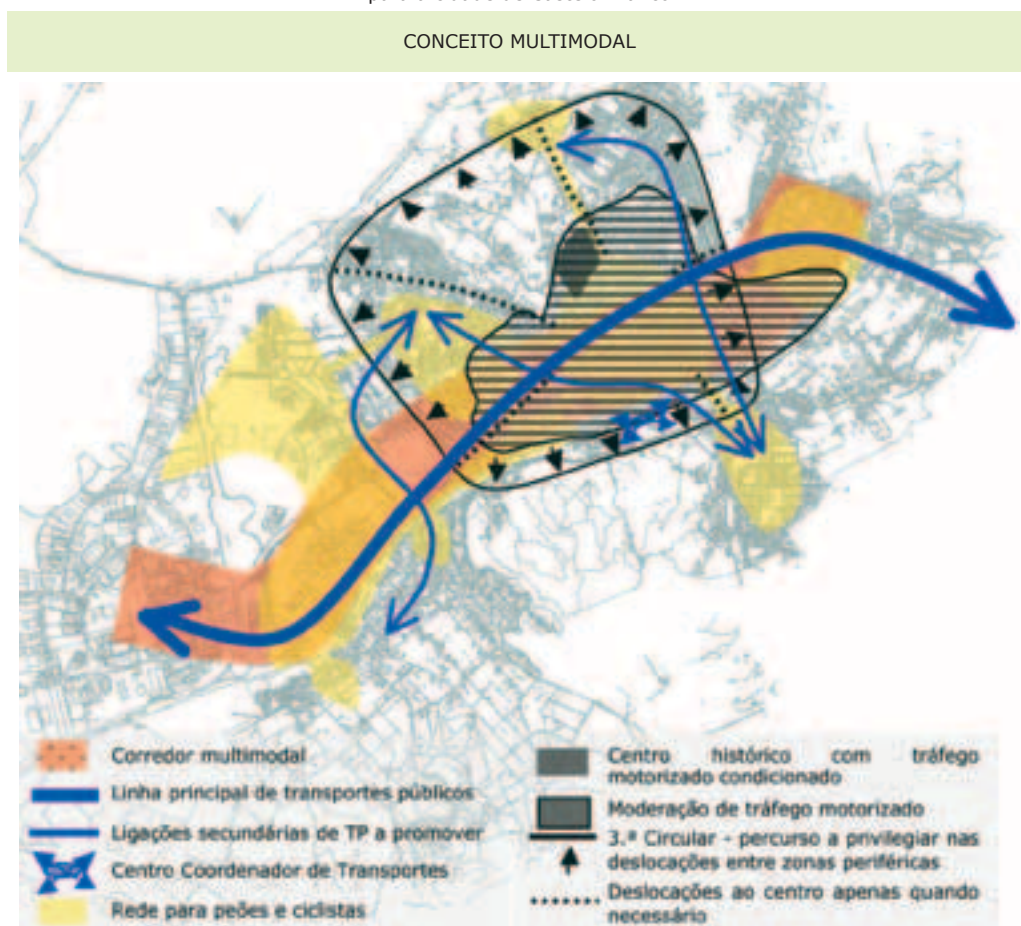 CONCEITO MULTIMODAL
Corredor multimodal
Linha principal de transportes públicos
Ligações secundárias de TP a promover
Centro Coordenador de Transportes
Rede para peões e ciclistas
Centro histórico com tráfego
motorizado condicionado
Moderação de tráfego motorizado
3.ª Circular - percurso a privilegiar nas
deslocações entre zonas periféricas
Deslocações ao centro apenas quando
necessário